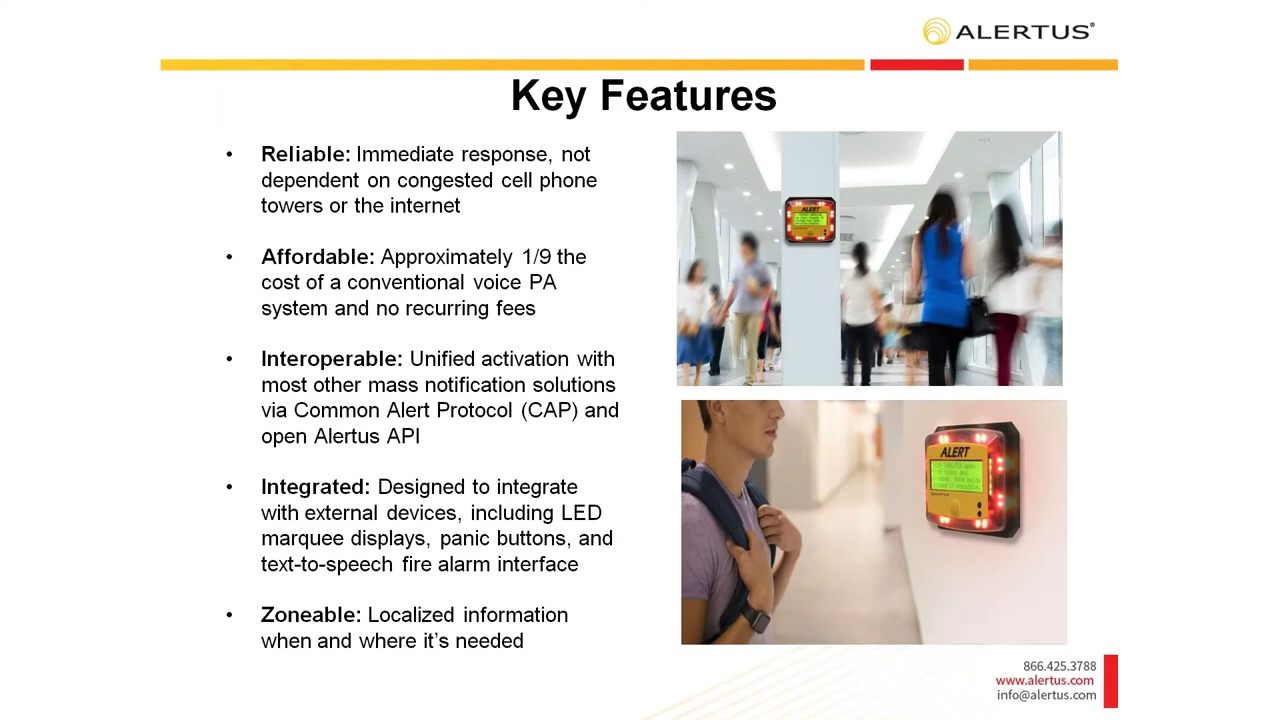 ALERTUS®
Key Features
• Reliable: Immediate response, not
dependent on congested cell phone
towers or the internet
• Affordable: Approximately 1/9 the
cost of a conventional voice PA
system and no recurring fees
• Interoperable: Unified activation with
most other mass notification solutions
via Common Alert Protocol (CAP) and
open Alertus API
• Integrated: Designed to integrate
with external devices, including LED
marquee displays, panic buttons, and
text-to-speech fire alarm interface
• Zoneable: Localized information
when and where it’s needed
ALERT
ALERT
ALERTUS
866.425.3788
www.alertus.com
info@alertus.com